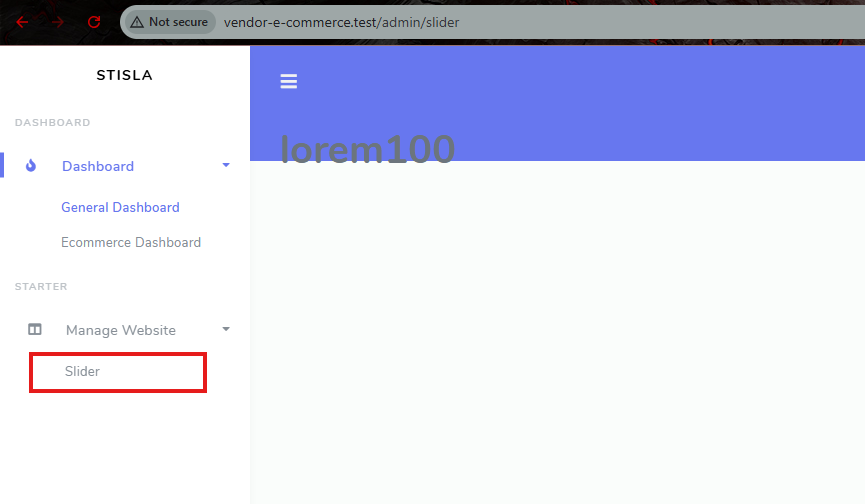 Not secure vendor-e-commerce.test/admin/slider
STISLA
DASHBOARD
Dashboard
General Dashboard
Ecommerce Dashboard
STARTER
Manage Website
Slider
lorem100